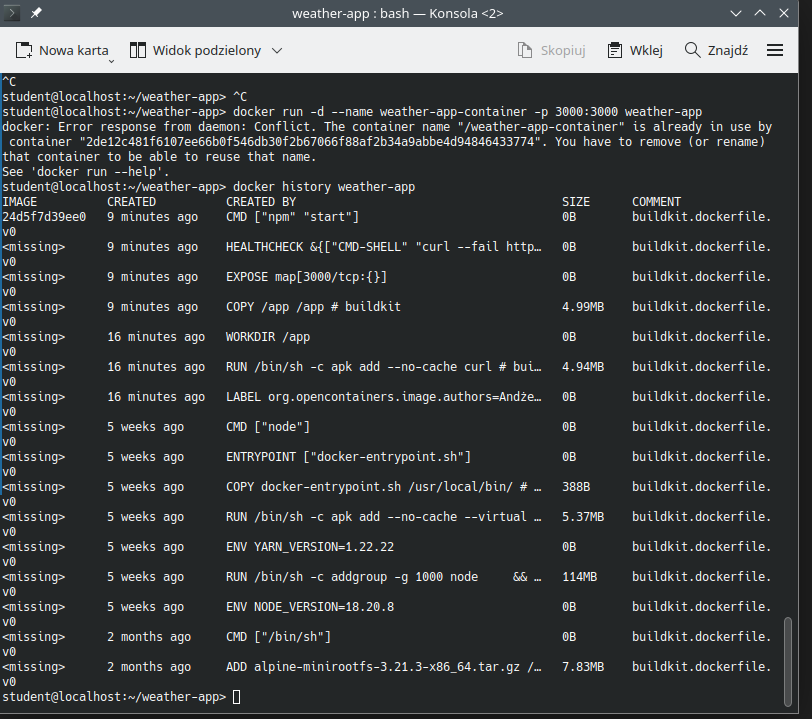 weather-app : bash — Konsola <2>
Nowa karta Widok podzielony Skopiuj Wklej Znajdź
^C
student@localhost:~/weather-app> ^C
student@localhost:~/weather-app> docker run -d --name weather-app-container -p 3000:3000 weather-app
docker: Error response from daemon: Conflict. The container name "/weather-app-container" is already in use by
 container "2de12c481f6107ee66b0f546db30f2b67066f88af2b34a9abbe4d94846433774". You have to remove (or rename)
that container to be able to reuse that name.
See 'docker run --help'.
student@localhost:~/weather-app> docker history weather-app
IMAGE CREATED CREATED BY SIZE COMMENT
24d5f7d39ee0 9 minutes ago CMD ["npm" "start"] 0B buildkit.dockerfile.
v0
<missing> 9 minutes ago HEALTHCHECK &{["CMD-SHELL" "curl --fail http… 0B buildkit.dockerfile.
v0
<missing> 9 minutes ago EXPOSE map[3000/tcp:{}] 0B buildkit.dockerfile.
v0
<missing> 9 minutes ago COPY /app /app # buildkit 4.99MB buildkit.dockerfile.
v0
<missing> 16 minutes ago WORKDIR /app 0B buildkit.dockerfile.
v0
<missing> 16 minutes ago RUN /bin/sh -c apk add --no-cache curl # bui… 4.94MB buildkit.dockerfile.
v0
<missing> 16 minutes ago LABEL org.opencontainers.image.authors=Andże… 0B buildkit.dockerfile.
v0
<missing> 5 weeks ago CMD ["node"] 0B buildkit.dockerfile.
v0
<missing> 5 weeks ago ENTRYPOINT ["docker-entrypoint.sh"] 0B buildkit.dockerfile.
v0
<missing> 5 weeks ago COPY docker-entrypoint.sh /usr/local/bin/ # … 388B buildkit.dockerfile.
v0
<missing> 5 weeks ago RUN /bin/sh -c apk add --no-cache --virtual … 5.37MB buildkit.dockerfile.
v0
<missing> 5 weeks ago ENV YARN_VERSION=1.22.22 0B buildkit.dockerfile.
v0
<missing> 5 weeks ago RUN /bin/sh -c addgroup -g 1000 node && … 114MB buildkit.dockerfile.
v0
<missing> 5 weeks ago ENV NODE_VERSION=18.20.8 0B buildkit.dockerfile.
v0
<missing> 2 months ago CMD ["/bin/sh"] 0B buildkit.dockerfile.
v0
<missing> 2 months ago ADD alpine-minirootfs-3.21.3-x86_64.tar.gz /… 7.83MB buildkit.dockerfile.
v0
student@localhost:~/weather-app>